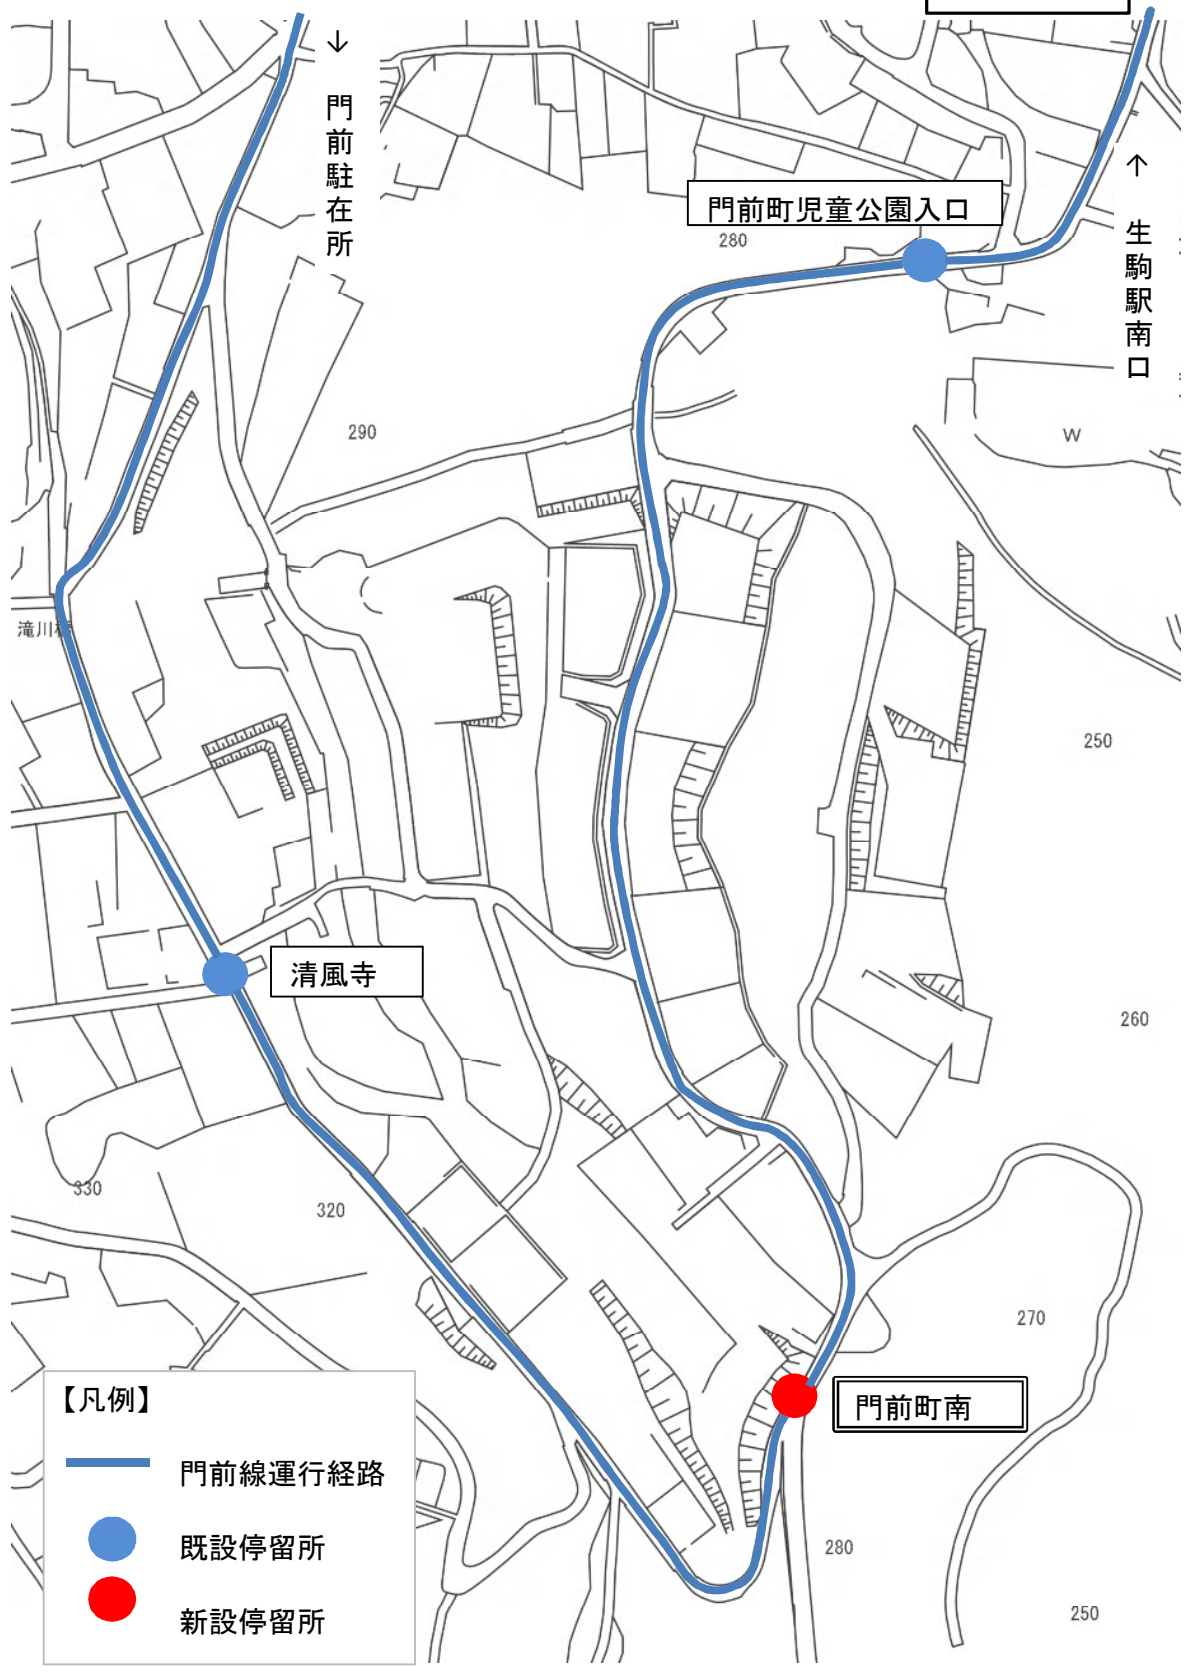 ↓ 門前駐在所
門前町児童公園入口
280
↑ 生駒駅南口
290
W
滝川
250
清風寺
260
330
320
270
門前町南
【凡例】
門前線運行経路
既設停留所
新設停留所
280
250